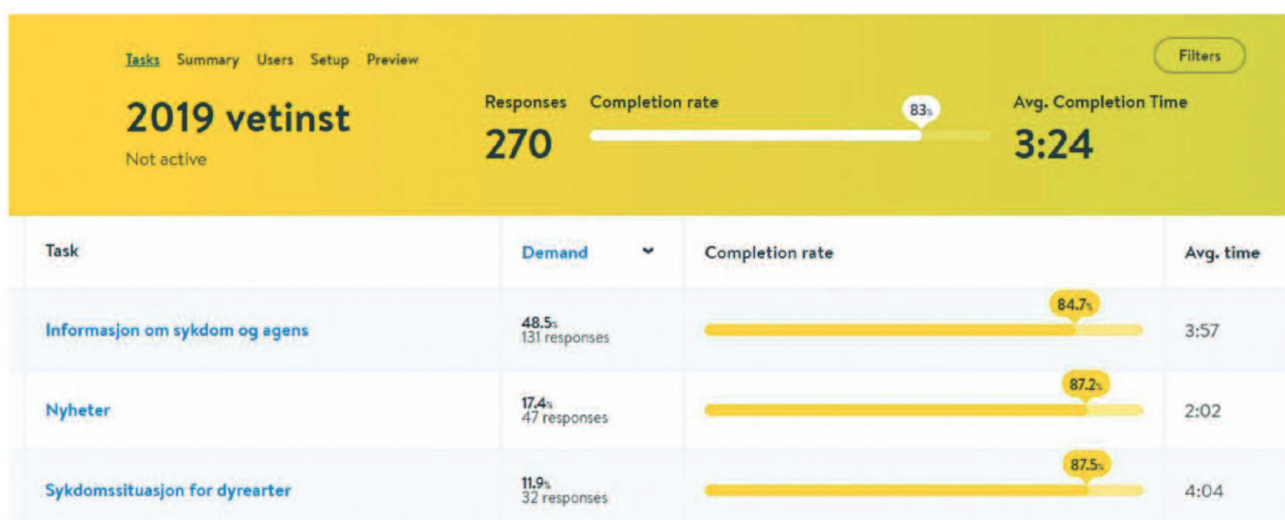 Tasks Summary Users Setup Preview
Filters
2019 vetinst
Not active
Responses
270
Completion rate
83%
Avg. Completion Time
3:24
Task Demand Completion rate Avg. time
Informasjon om sykdom og agens
48.5%
131 responses
84.7%
3:57
Nyheter
17.4%
47 responses
87.2%
2:02
Sykdomssituasjon for dyrearter
11.9%
32 responses
87.5%
4:04